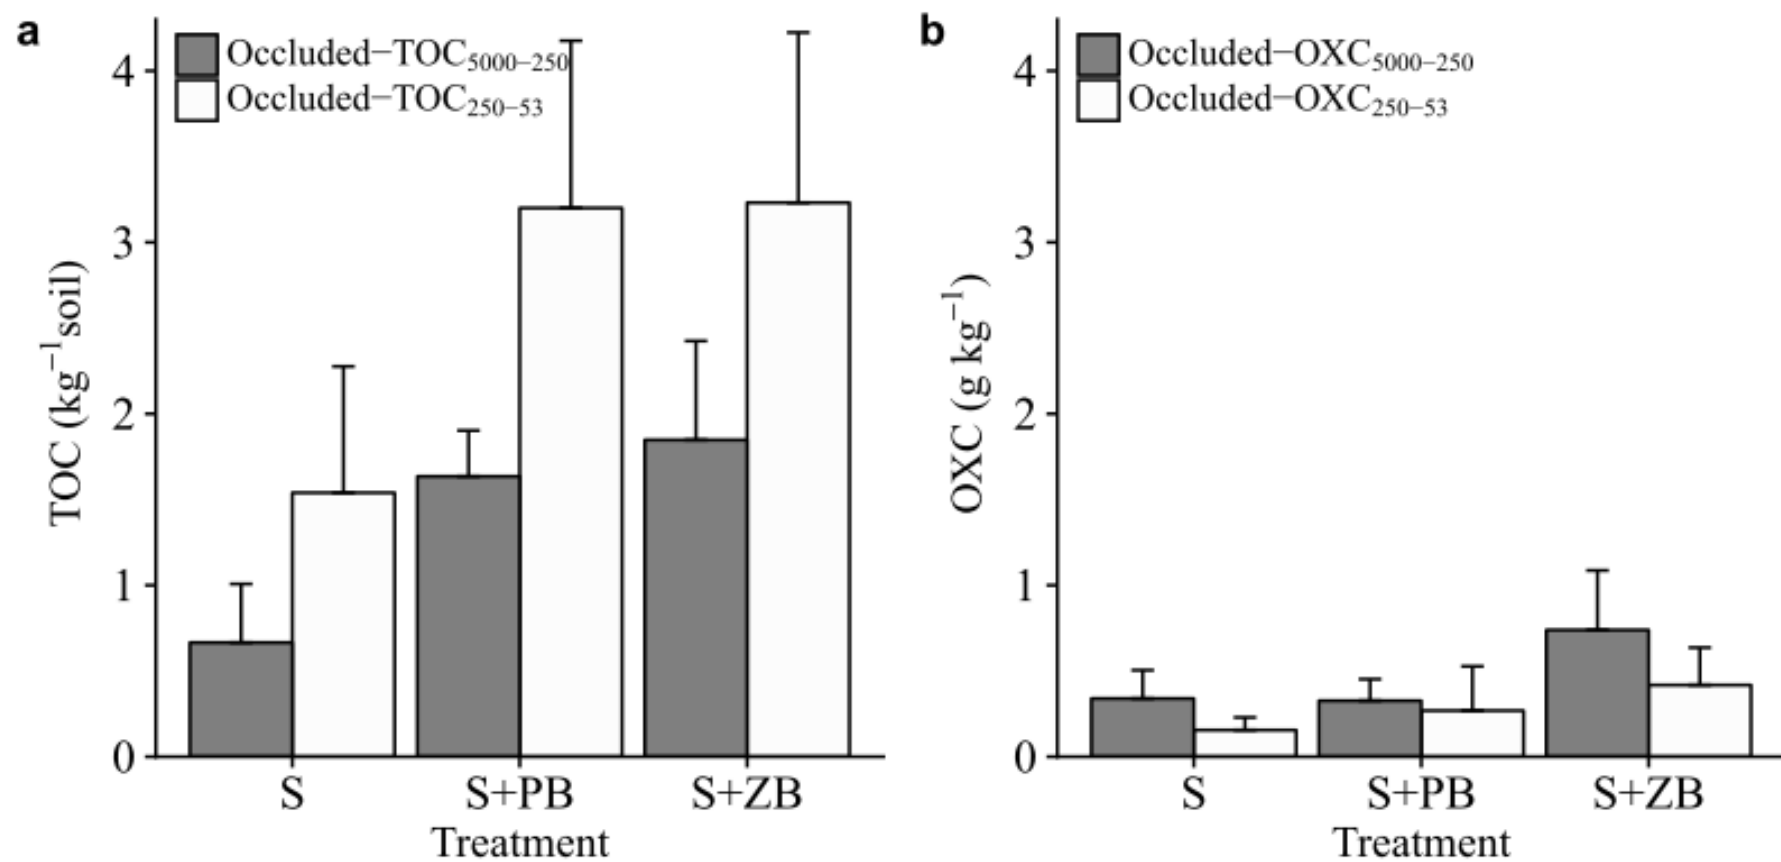 a
Occluded−TOC5000−250
Occluded−TOC250−53
4
3
2
1
0
TOC (kg−1soil)
S
S+PB
S+ZB
Treatment
b
Occluded−OXC5000−250
Occluded−OXC250−53
4
3
2
1
0
OXC (g kg−1)
S
S+PB
S+ZB
Treatment